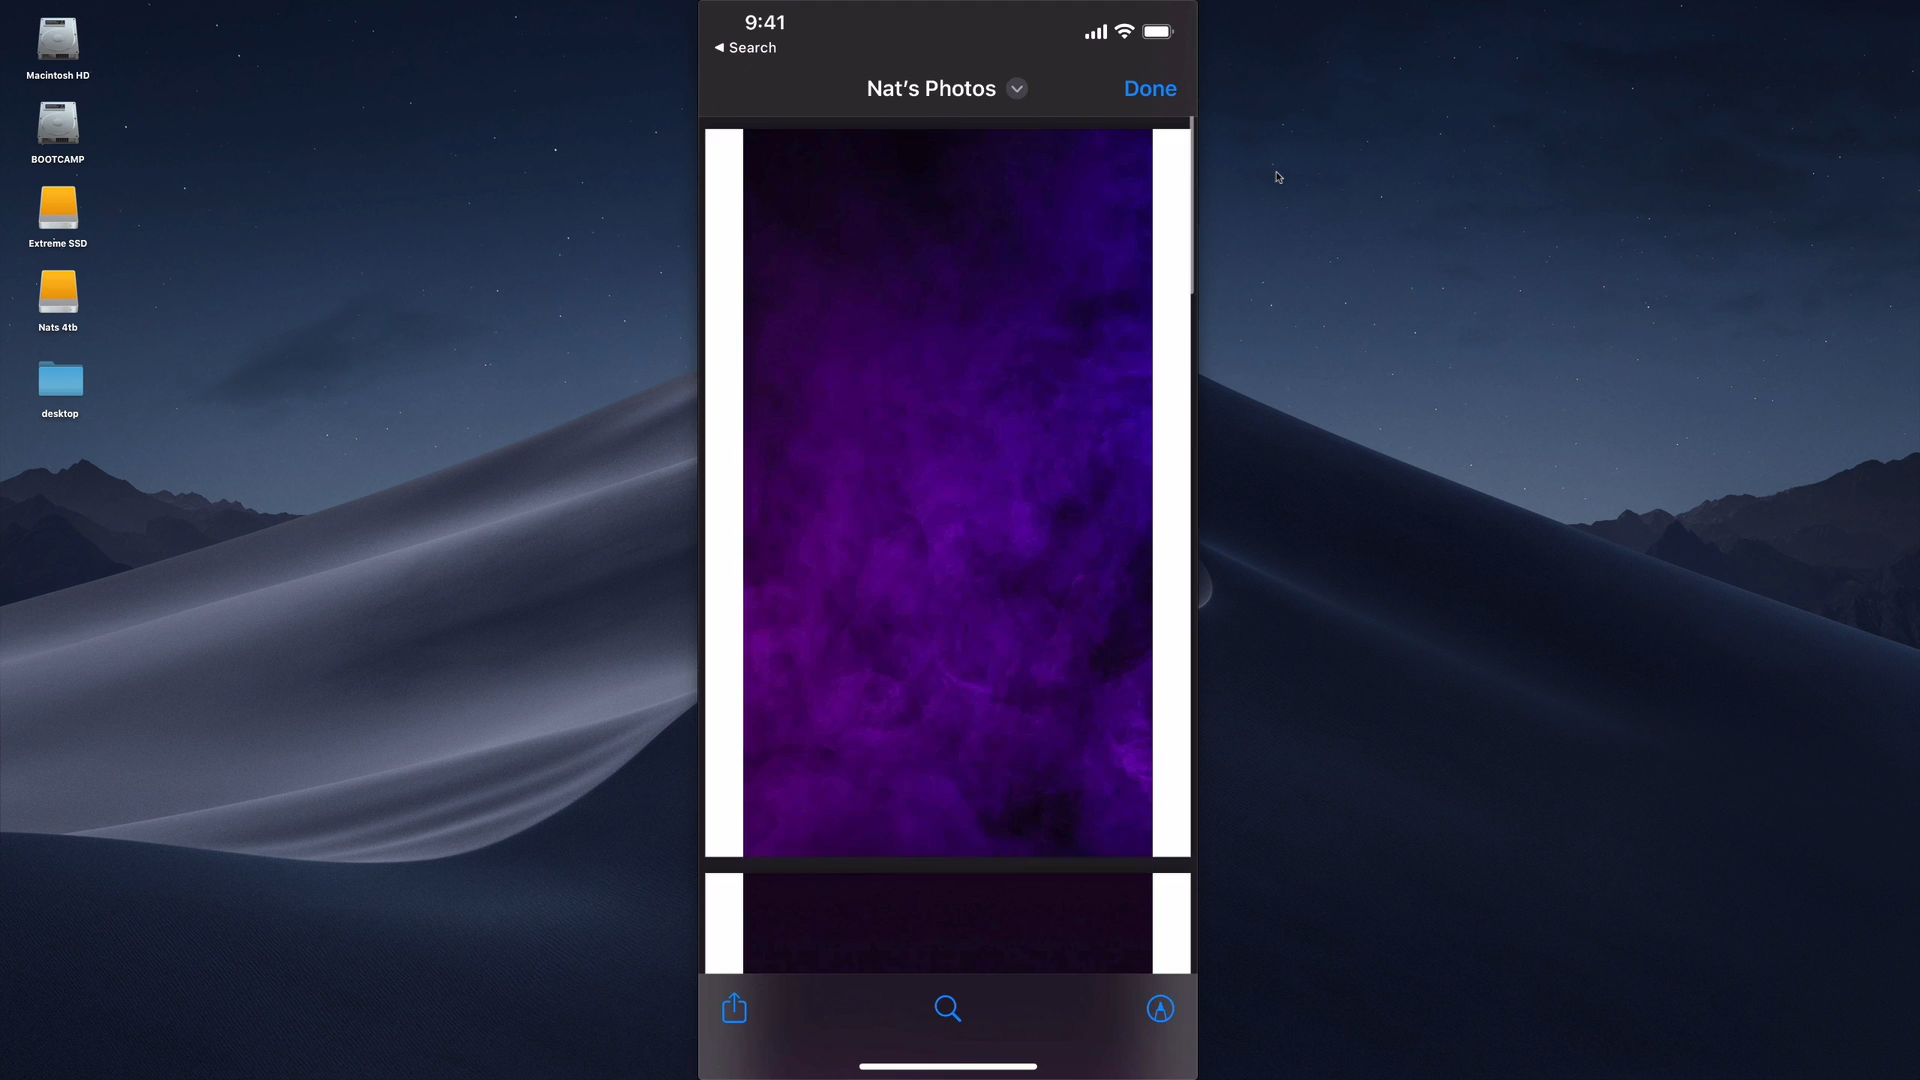 Macintosh HD
BOOTCAMP
Extreme SSD
Nats 4tb
desktop
9:41
◀ Search
Nat’s Photos
Done